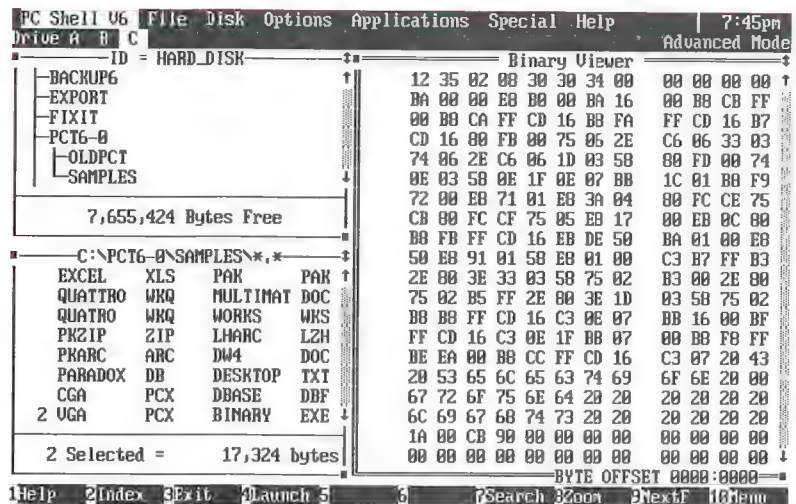 PC Shell V6 File Disk Options Applications Special Help 7:45pm
Drive A B C Advanced Mode
ID = HARD_DISK
BACKUP6
EXPORT
FIXIT
PCT6-0
OLDPCT
SAMPLES
7,655,424 Bytes Free
C:\PCT6-0\SAMPLES\*.*
EXCEL XLS PAK PAK
QUATTRO WKQ MULTIMAT DOC
QUATRO WKQ WORKS WKS
PKZIP ZIP LHARC LZH
PKARC ARC DW4 DOC
PARADOX DB DESKTOP TXT
CGA PCX DBASE DBF
2 VGA PCX BINARY EXE
2 Selected = 17,324 bytes
Binary Viewer
12 35 02 08 30 30 34 00 00 00 00 00
BA 00 00 E8 B0 00 BA 16 00 B8 CB FF
00 B8 CA FF CD 16 B8 FA FF CD 16 B7
CD 16 80 FB 00 75 06 2E C6 06 33 03
74 06 2E C6 06 1D 03 58 80 FD 00 74
0E 03 58 0E 1F 0E 07 BB 1C 01 B8 F9
72 00 E8 71 01 E8 3A 04 80 FC CE 75
CB 80 FC CF 75 05 E8 17 00 EB 0C 80
B8 FB FF CD 16 EB DE 50 BA 01 00 E8
50 E8 91 01 58 E8 01 00 C3 B7 FF B3
2E 80 3E 33 03 58 75 02 B3 00 2E 80
75 02 B5 FF 2E 80 3E 1D 03 58 75 02
B8 B8 FF CD 16 C3 0E 07 BB 16 00 BF
FF CD 16 C3 0E 1F BB 07 00 B8 F8 FF
BE EA 00 B8 CC FF CD 16 C3 07 20 43
20 53 65 6C 65 63 74 69 6F 6E 20 00
67 72 6F 75 6E 64 20 20 20 20 20 20
6C 69 67 68 74 73 20 20 20 20 20 20
1A 00 CB 90 00 00 00 00 00 00 00 00
00 00 00 00 00 00 00 00 00 00 00 00
BYTE OFFSET 0000:0000
1Help 2Index 3Exit 4Launch 5 6 7Search 8Zoom 9NextF 10Menu